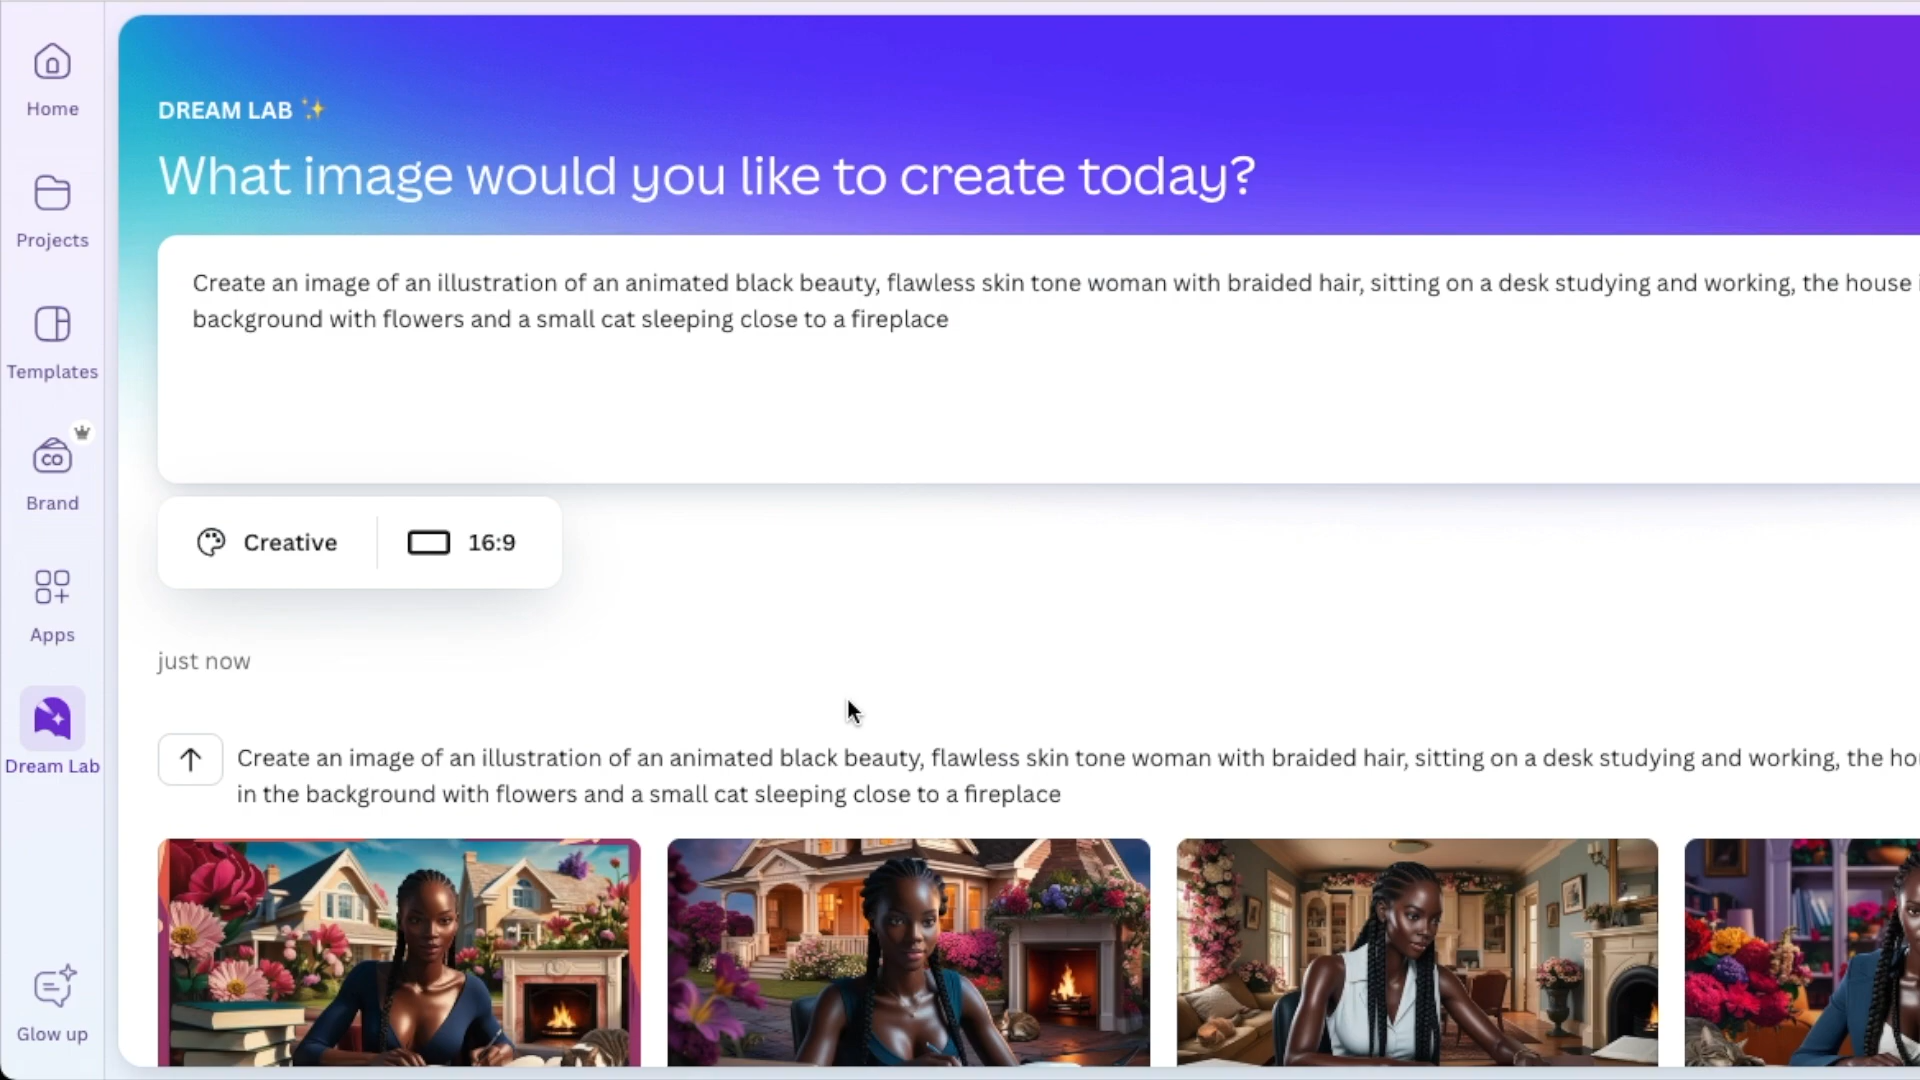 Home
Projects
Templates
CO
Brand
Apps
Dream Lab
Glow up
DREAM LAB ✨
What image would you like to create today?
Create an image of an illustration of an animated black beauty, flawless skin tone woman with braided hair, sitting on a desk studying and working, the house
background with flowers and a small cat sleeping close to a fireplace
Creative
16:9
just now
Create an image of an illustration of an animated black beauty, flawless skin tone woman with braided hair, sitting on a desk studying and working, the
in the background with flowers and a small cat sleeping close to a fireplace